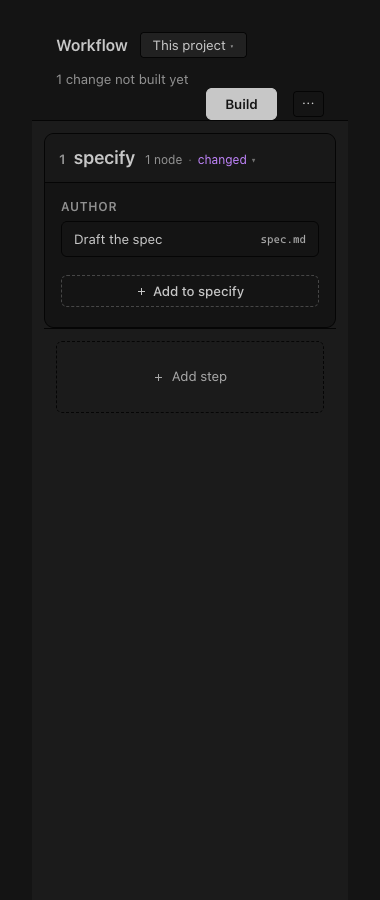 Workflow This project ·
1 change not built yet
Build ···
1 specify 1 node · changed ▾
AUTHOR
Draft the spec spec.md
+ Add to specify
+ Add step